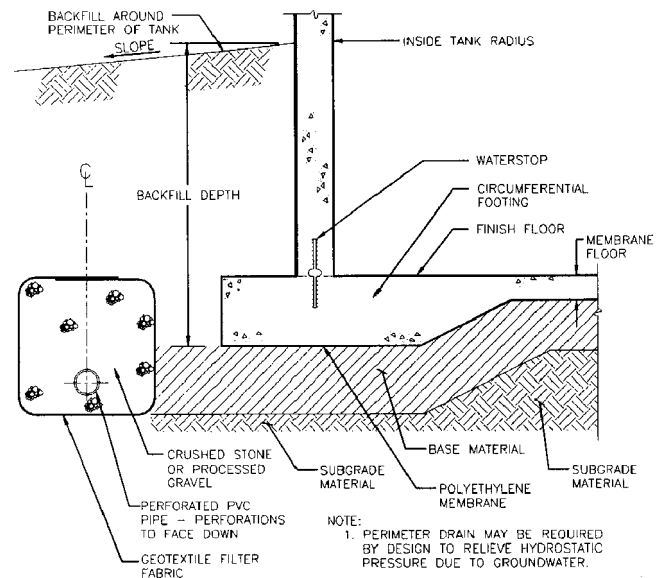 BACKFILL AROUND
PERIMETER OF TANK
SLOPE
INSIDE TANK RADIUS
WATERSTOP
CIRCUMFERENTIAL
FOOTING
FINISH FLOOR
MEMBRANE
FLOOR
BACKFILL DEPTH
CL
CRUSHED STONE
OR PROCESSED
GRAVEL
SUBGRADE
MATERIAL
BASE MATERIAL
SUBGRADE
MATERIAL
POLYETHYLENE
MEMBRANE
PERFORATED PVC
PIPE – PERFORATIONS
TO FACE DOWN
GEOTEXTILE FILTER
FABRIC
NOTE:
1. PERIMETER DRAIN MAY BE REQUIRED
BY DESIGN TO RELIEVE HYDROSTATIC
PRESSURE DUE TO GROUNDWATER.